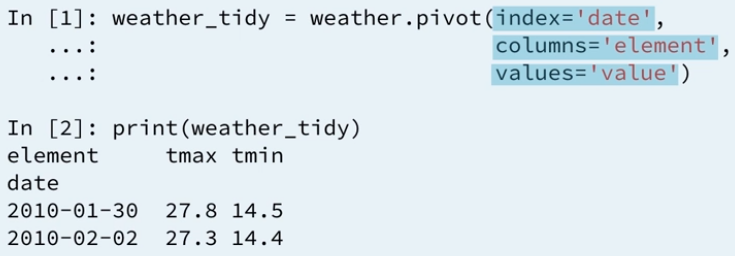 In [1]: weather_tidy = weather.pivot(index='date',
   ...:                              columns='element',
   ...:                              values='value')
In [2]: print(weather_tidy)
element     tmax tmin
date
2010-01-30  27.8 14.5
2010-02-02  27.3 14.4